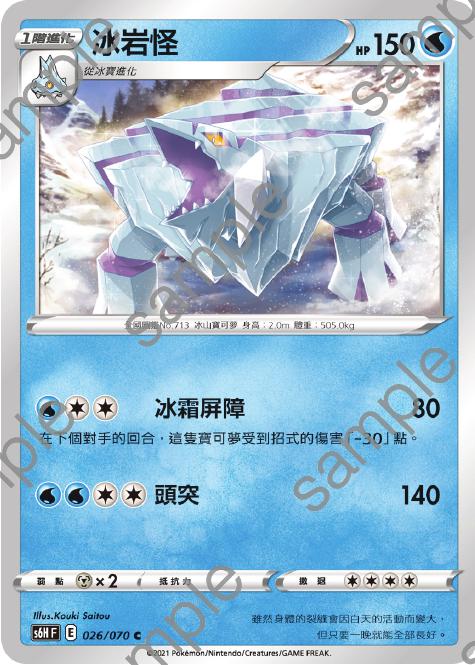 1階進化
冰岩怪
HP 150
從冰寶進化
全國圖鑑No.713 冰山寶可夢 身高:2.0m 體重:505.0kg
冰霜屏障 80
在下個對手的回合,這隻寶可夢受到招式的傷害「-30」點。
頭突 140
弱點 ×2 抵抗力 撤退
Illus.Kouki Saitou
S6H F E 026/070 C
雖然身體的裂縫會因白天的活動而變大,
但只要一晚就能全部長好。
©2021 Pokémon/Nintendo/Creatures/GAME FREAK.
sample
sample
sample
sample
sample
sample
sample